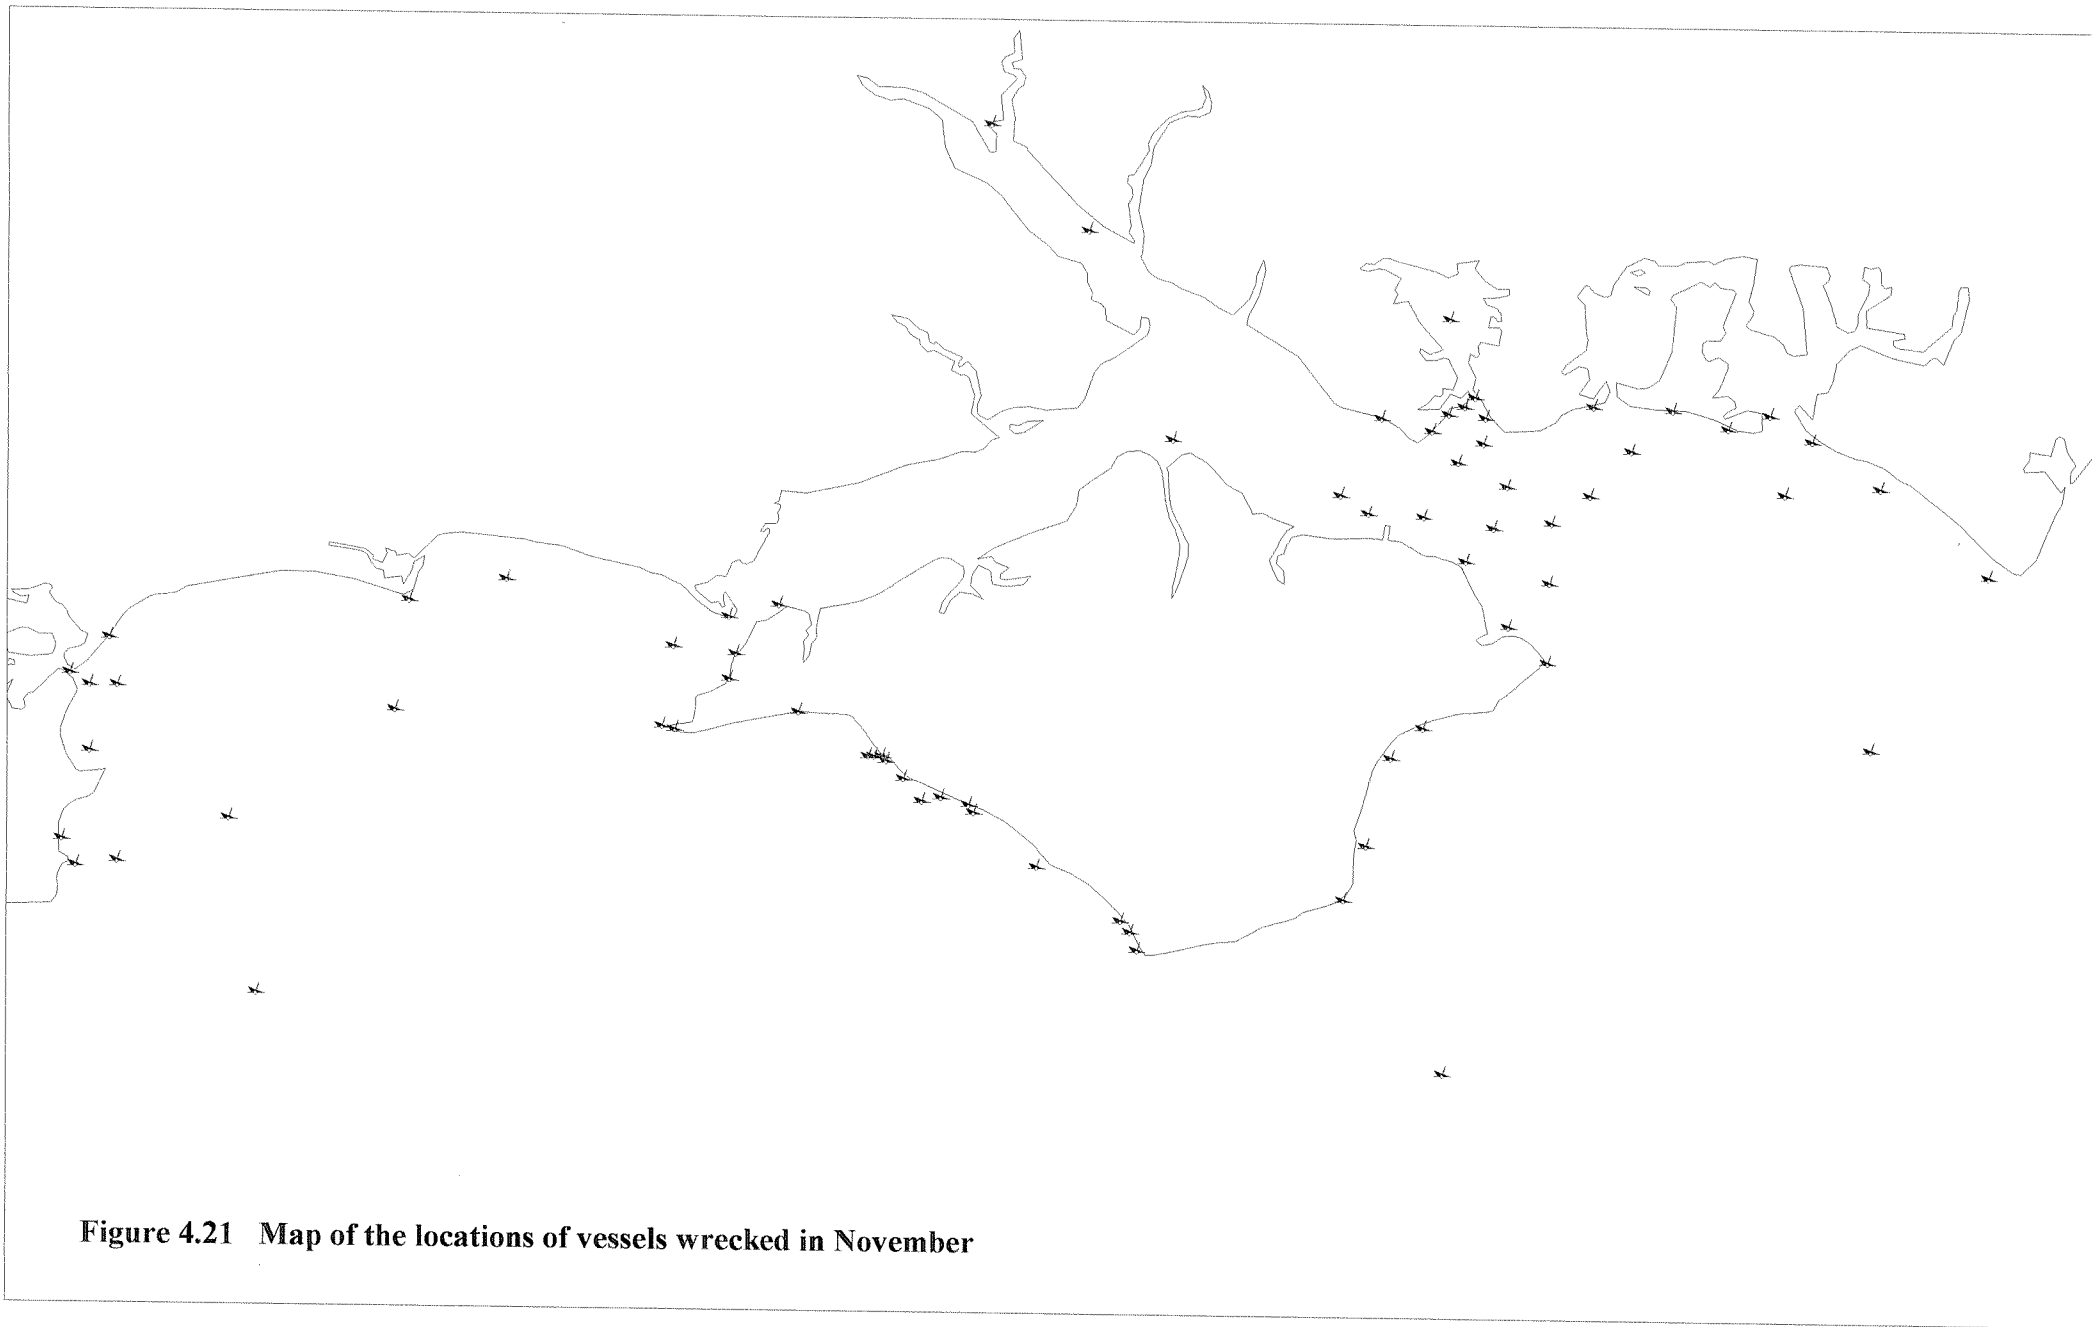 Figure 4.21 Map of the locations of vessels wrecked in November